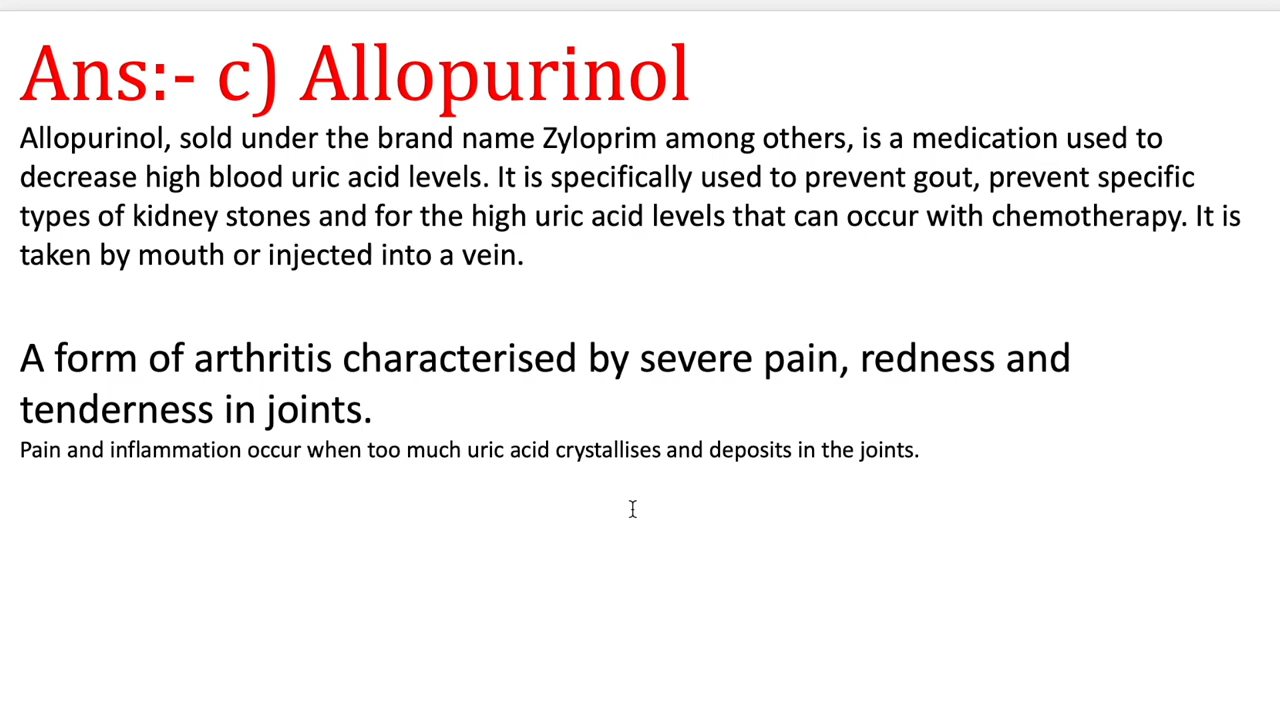 Ans:- c) Allopurinol
Allopurinol, sold under the brand name Zyloprim among others, is a medication used to
decrease high blood uric acid levels. It is specifically used to prevent gout, prevent specific
types of kidney stones and for the high uric acid levels that can occur with chemotherapy. It is
taken by mouth or injected into a vein.
A form of arthritis characterised by severe pain, redness and
tenderness in joints.
Pain and inflammation occur when too much uric acid crystallises and deposits in the joints.